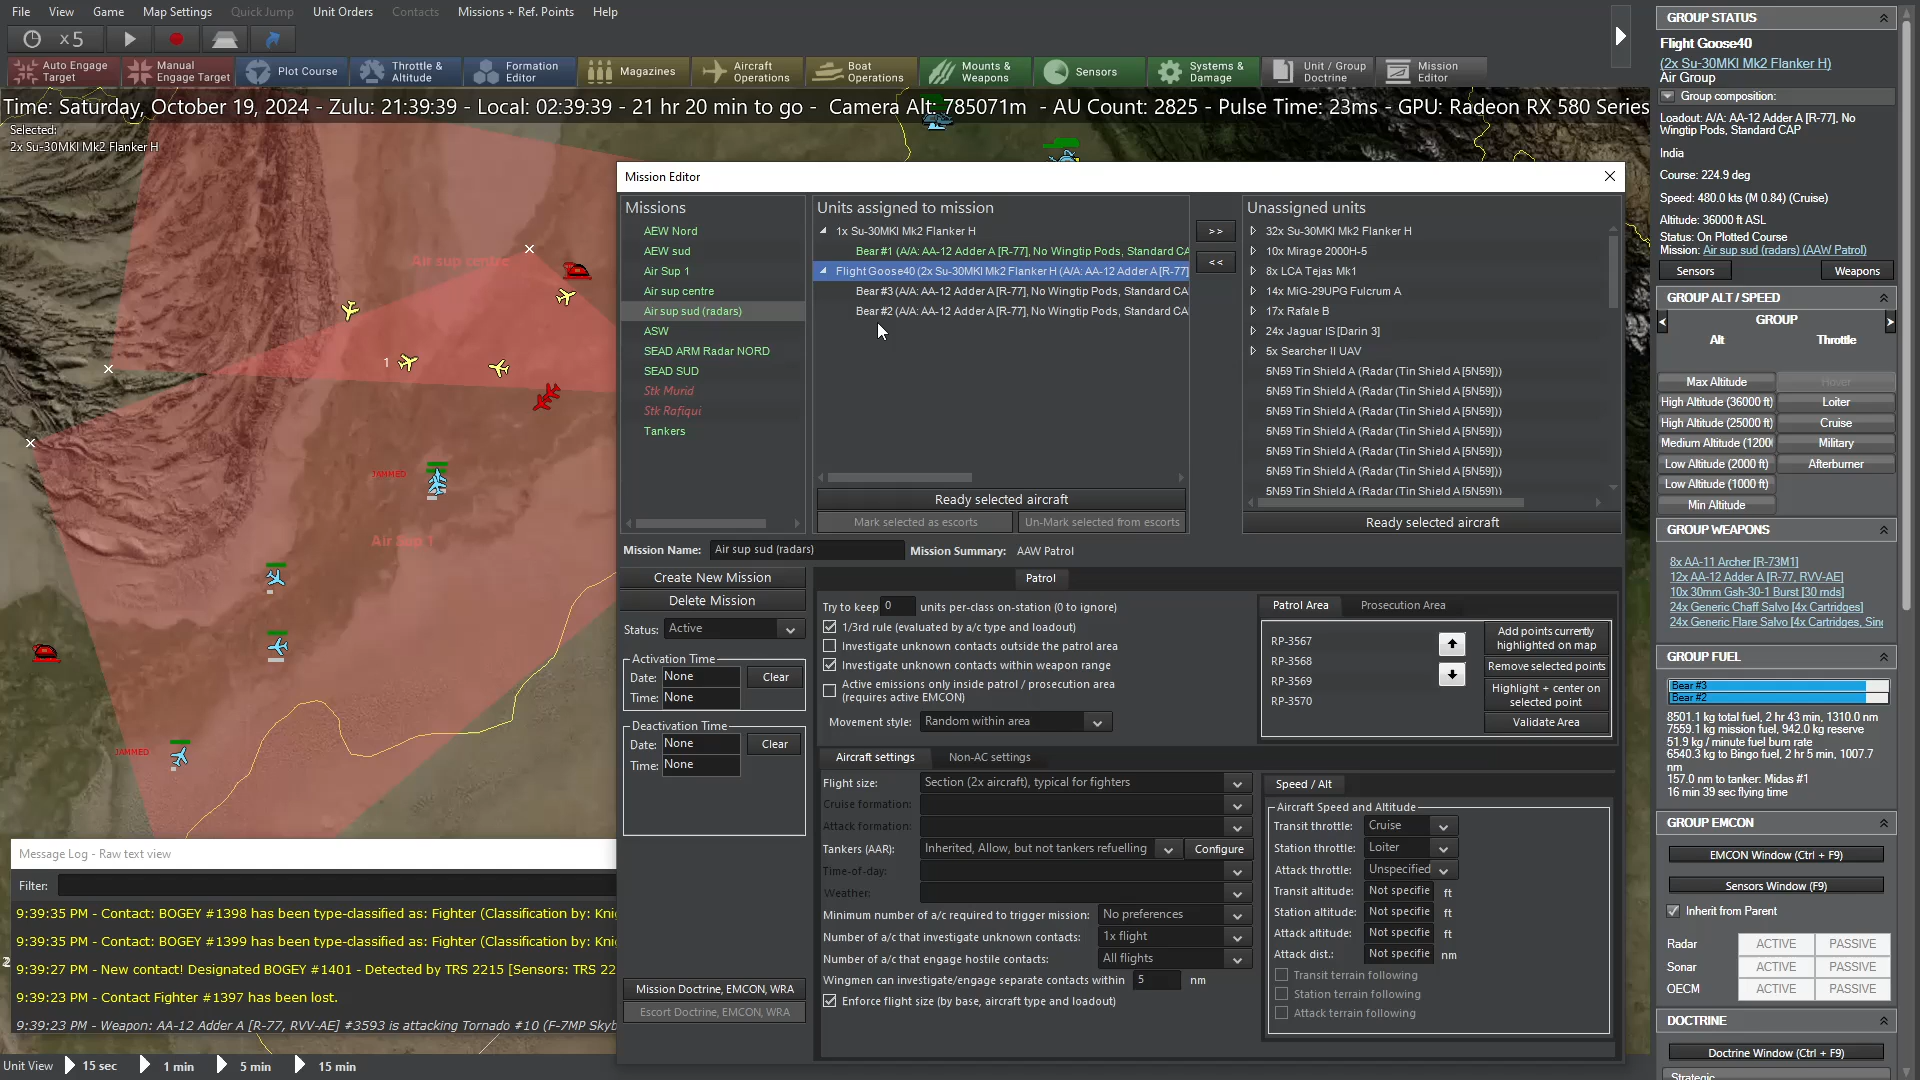 File View Game Map Settings Quick Jump Unit Orders Contacts Missions + Ref. Points Help
x5
Auto Engage Target
Manual Engage Target
Plot Course
Throttle & Altitude
Formation Editor
Magazines
Aircraft Operations
Boat Operations
Mounts & Weapons
Sensors
Systems & Damage
Unit / Group Doctrine
Mission Editor
Time: Saturday, October 19, 2024 - Zulu: 21:39:39 - Local: 02:39:39 - 21 hr 20 min to go - Camera Alt: 785071m - AU Count: 2825 - Pulse Time: 23ms - GPU: Radeon RX 580 Series
Selected:
2x Su-30MKI Mk2 Flanker H
Air sup centre
1
JAMMED
Air Sup 1
JAMMED
Mission Editor
Missions
AEW Nord
AEW sud
Air Sup 1
Air sup centre
Air sup sud (radars)
ASW
SEAD ARM Radar NORD
SEAD SUD
Stk Murid
Stk Rafiqui
Tankers
Units assigned to mission
1x Su-30MKI Mk2 Flanker H
Bear #1 (A/A: AA-12 Adder A [R-77], No Wingtip Pods, Standard CA
Flight Goose40 (2x Su-30MKI Mk2 Flanker H (A/A: AA-12 Adder A [R-77]
Bear #3 (A/A: AA-12 Adder A [R-77], No Wingtip Pods, Standard CA
Bear #2 (A/A: AA-12 Adder A [R-77], No Wingtip Pods, Standard CA
Ready selected aircraft
Mark selected as escorts
Un-Mark selected from escorts
>>
<<
Unassigned units
32x Su-30MKI Mk2 Flanker H
10x Mirage 2000H-5
8x LCA Tejas Mk1
14x MiG-29UPG Fulcrum A
17x Rafale B
24x Jaguar IS [Darin 3]
5x Searcher II UAV
5N59 Tin Shield A (Radar (Tin Shield A [5N59]))
5N59 Tin Shield A (Radar (Tin Shield A [5N59]))
5N59 Tin Shield A (Radar (Tin Shield A [5N59]))
5N59 Tin Shield A (Radar (Tin Shield A [5N59]))
5N59 Tin Shield A (Radar (Tin Shield A [5N59]))
5N59 Tin Shield A (Radar (Tin Shield A [5N59]))
5N59 Tin Shield A (Radar (Tin Shield A [5N59]))
Ready selected aircraft
Mission Name: Air sup sud (radars) Mission Summary: AAW Patrol
Create New Mission
Delete Mission
Status: Active
Activation Time
Date: None Clear
Time: None
Deactivation Time
Date: None Clear
Time: None
Mission Doctrine, EMCON, WRA
Escort Doctrine, EMCON, WRA
Patrol
Try to keep 0 units per-class on-station (0 to ignore)
1/3rd rule (evaluated by a/c type and loadout)
Investigate unknown contacts outside the patrol area
Investigate unknown contacts within weapon range
Active emissions only inside patrol / prosecution area (requires active EMCON)
Movement style: Random within area
Patrol Area Prosecution Area
RP-3567
RP-3568
RP-3569
RP-3570
Add points currently highlighted on map
Remove selected points
Highlight + center on selected point
Validate Area
Aircraft settings Non-AC settings
Flight size: Section (2x aircraft), typical for fighters
Cruise formation:
Attack formation:
Tankers (AAR): Inherited, Allow, but not tankers refuelling Configure
Time-of-day:
Weather:
Minimum number of a/c required to trigger mission: No preferences
Number of a/c that investigate unknown contacts: 1x flight
Number of a/c that engage hostile contacts: All flights
Wingmen can investigate/engage separate contacts within 5 nm
Enforce flight size (by base, aircraft type and loadout)
Speed / Alt
Aircraft Speed and Altitude
Transit throttle: Cruise
Station throttle: Loiter
Attack throttle: Unspecified
Transit altitude: Not specifie ft
Station altitude: Not specifie ft
Attack altitude: Not specifie ft
Attack dist.: Not specifie nm
Transit terrain following
Station terrain following
Attack terrain following
Message Log - Raw text view
Filter:
9:39:35 PM - Contact: BOGEY #1398 has been type-classified as: Fighter (Classification by: Kni
9:39:35 PM - Contact: BOGEY #1399 has been type-classified as: Fighter (Classification by: Kni
9:39:27 PM - New contact! Designated BOGEY #1401 - Detected by TRS 2215 [Sensors: TRS 22
9:39:23 PM - Contact Fighter #1397 has been lost.
9:39:23 PM - Weapon: AA-12 Adder A [R-77, RVV-AE] #3593 is attacking Tornado #10 (F-7MP Skyb
2
Unit View 15 sec 1 min 5 min 15 min
GROUP STATUS
Flight Goose40
(2x Su-30MKI Mk2 Flanker H)
Air Group
Group composition:
Loadout: A/A: AA-12 Adder A [R-77], No Wingtip Pods, Standard CAP
India
Course: 224.9 deg
Speed: 480.0 kts (M 0.84) (Cruise)
Altitude: 36000 ft ASL
Status: On Plotted Course
Mission: Air sup sud (radars) (AAW Patrol)
Sensors Weapons
GROUP ALT / SPEED
GROUP
Alt Throttle
Max Altitude Hover
High Altitude (36000 ft) Loiter
High Altitude (25000 ft) Cruise
Medium Altitude (1200 Military
Low Altitude (2000 ft) Afterburner
Low Altitude (1000 ft)
Min Altitude
GROUP WEAPONS
8x AA-11 Archer [R-73M1]
12x AA-12 Adder A [R-77, RVV-AE]
10x 30mm Gsh-30-1 Burst [30 rnds]
24x Generic Chaff Salvo [4x Cartridges]
24x Generic Flare Salvo [4x Cartridges, Sin
GROUP FUEL
Bear #3
Bear #2
8501.1 kg total fuel, 2 hr 43 min, 1310.0 nm
7559.1 kg mission fuel, 942.0 kg reserve
51.9 kg / minute fuel burn rate
6540.3 kg to Bingo fuel, 2 hr 5 min, 1007.7 nm
157.0 nm to tanker: Midas #1
16 min 39 sec flying time
GROUP EMCON
EMCON Window (Ctrl + F9)
Sensors Window (F9)
Inherit from Parent
Radar ACTIVE PASSIVE
Sonar ACTIVE PASSIVE
OECM ACTIVE PASSIVE
DOCTRINE
Doctrine Window (Ctrl + F9)
Strategic